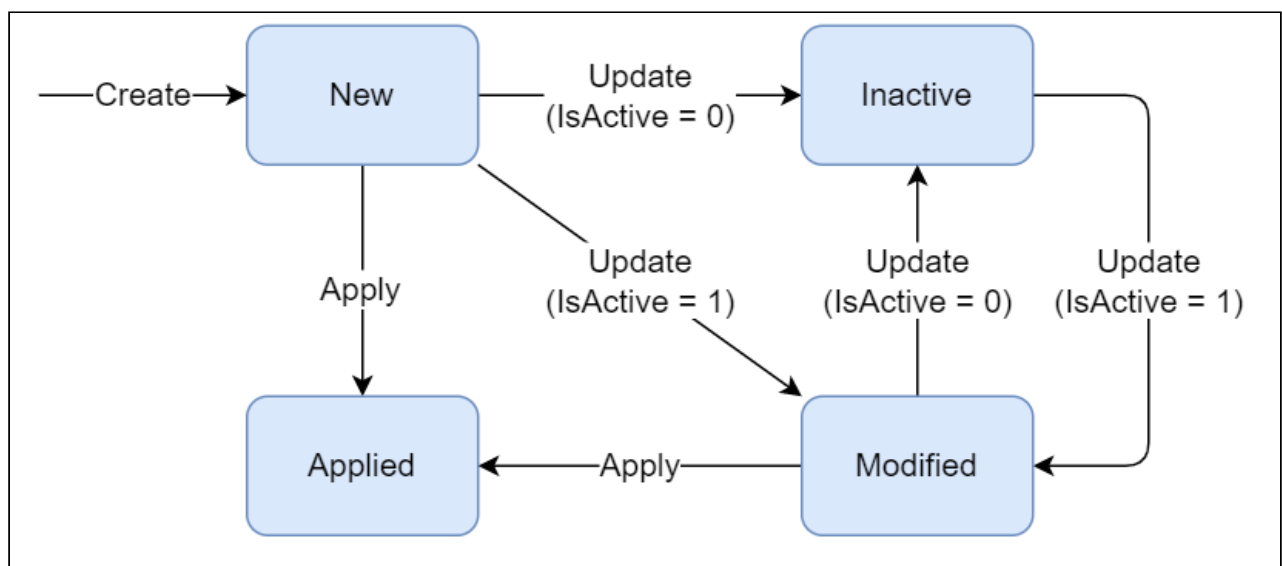 Create
New
Update
(IsActive = 0)
Inactive
Apply
Update
(IsActive = 1)
Update
(IsActive = 0)
Update
(IsActive = 1)
Applied
Apply
Modified